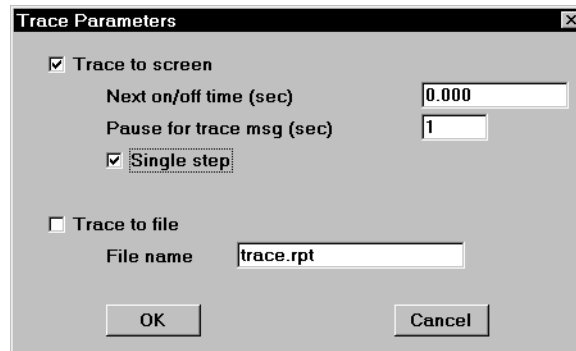 Trace Parameters
Trace to screen
Next on/off time (sec) 0.000
Pause for trace msg (sec) 1
Single step
Trace to file
File name trace.rpt
OK Cancel